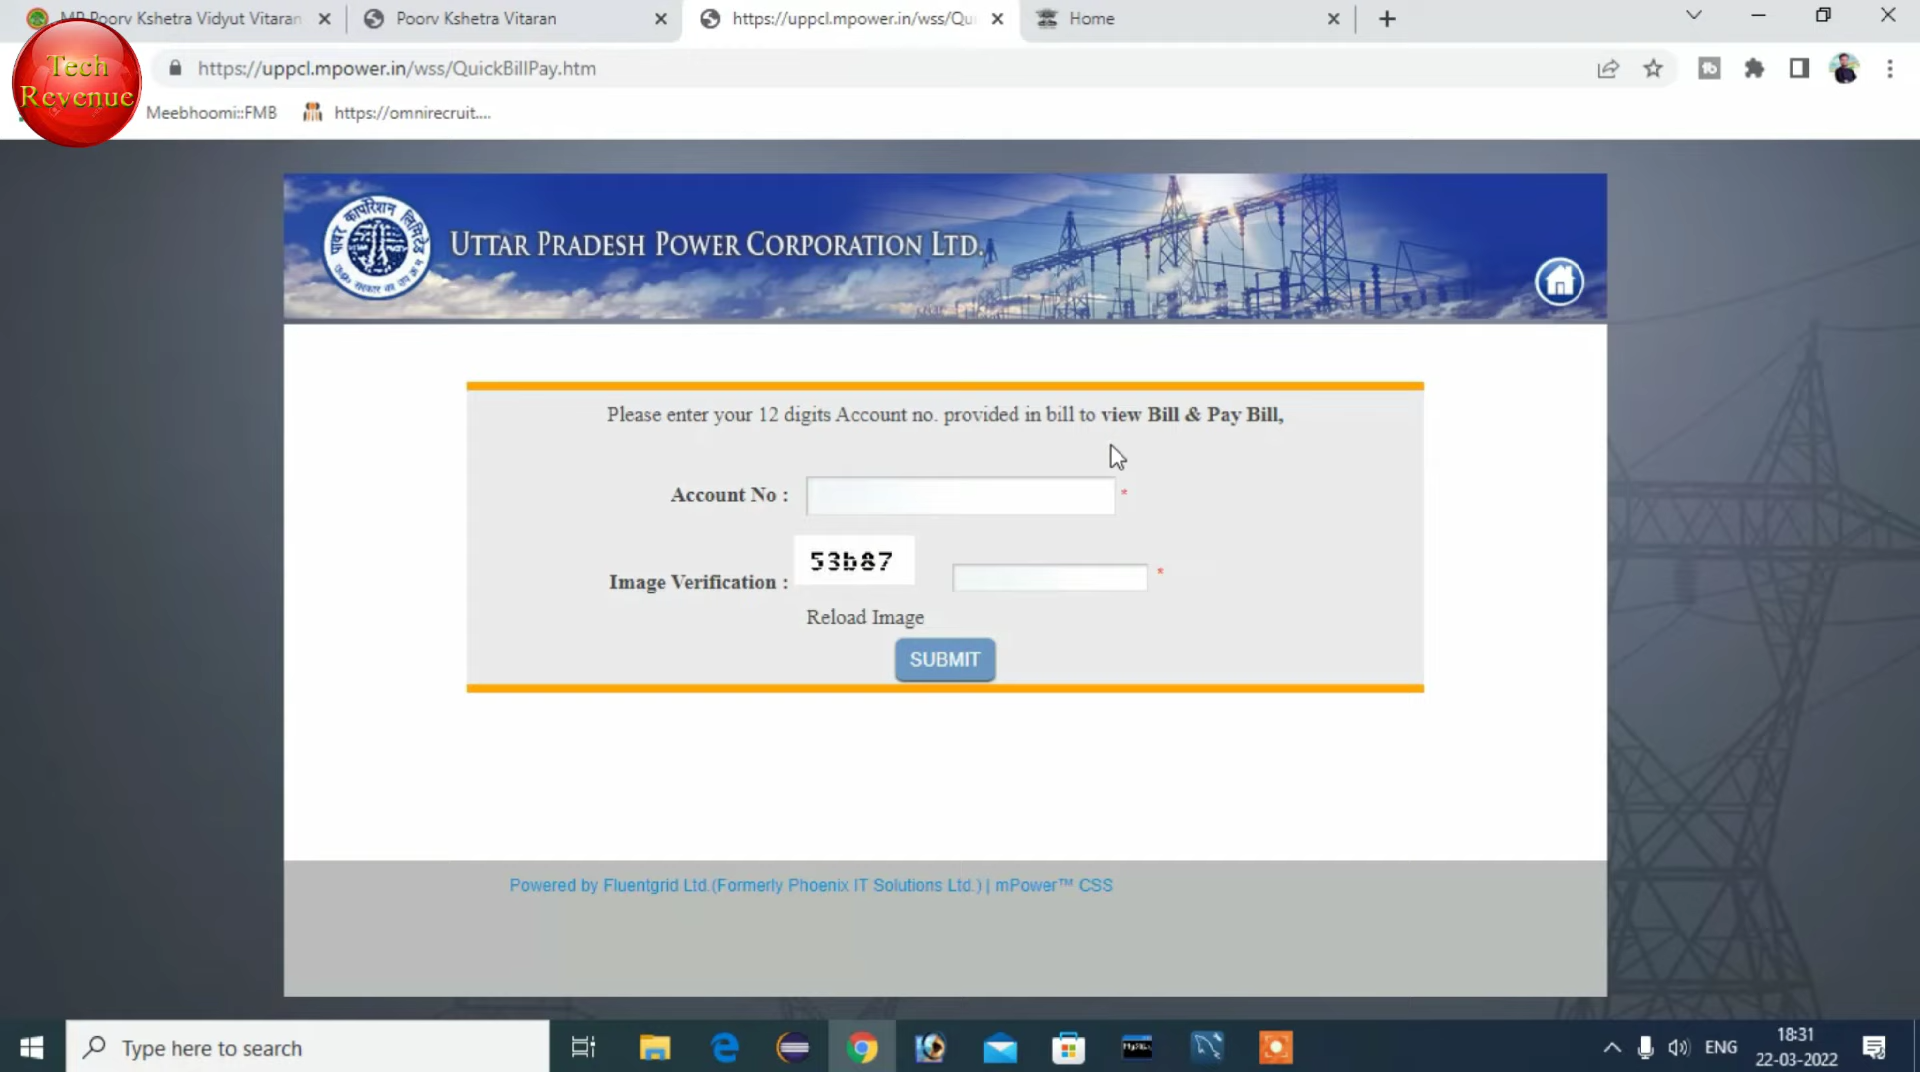 MP Poorv Kshetra Vidyut Vitaran
Poorv Kshetra Vitaran
https://uppcl.mpower.in/wss/Qu
Home
Tech
Revenue
https://uppcl.mpower.in/wss/QuickBillPay.htm
Meebhoomi::FMB
https://omnirecruit....
UTTAR PRADESH POWER CORPORATION LTD.
Please enter your 12 digits Account no. provided in bill to view Bill & Pay Bill,
Account No :
*
53b87
Image Verification :
*
Reload Image
SUBMIT
Powered by Fluentgrid Ltd.(Formerly Phoenix IT Solutions Ltd.) | mPower™ CSS
Type here to search
ENG
18:31
22-03-2022